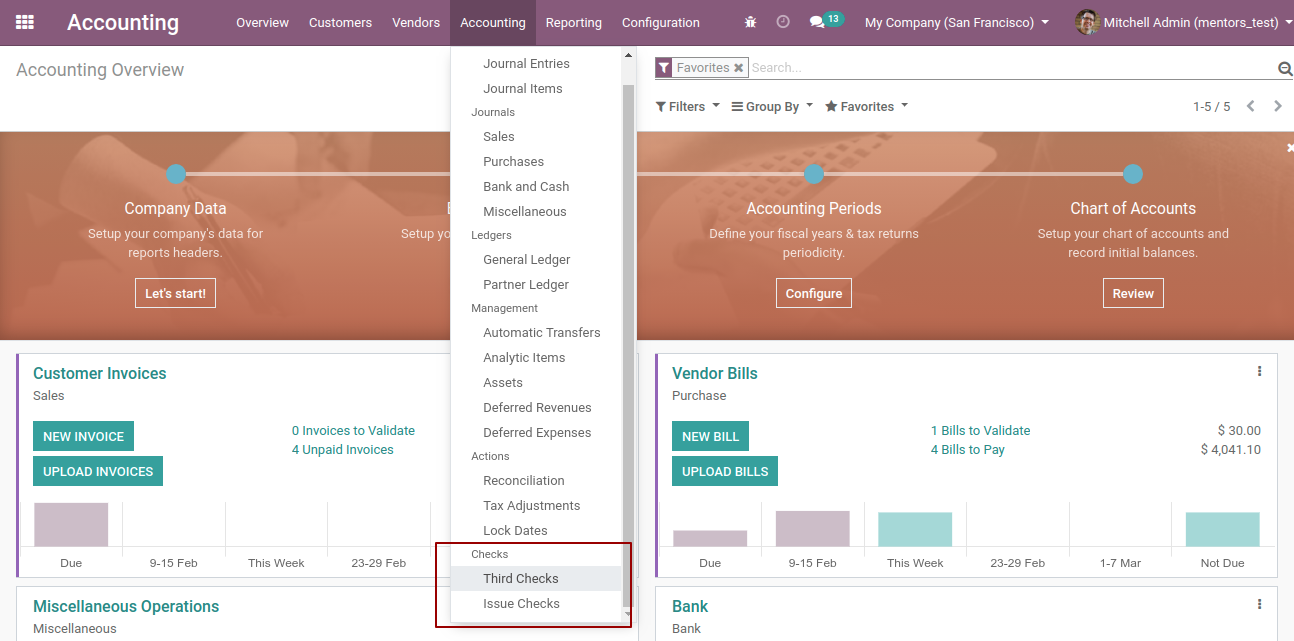 Accounting
Overview
Customers
Vendors
Accounting
Reporting
Configuration
13
My Company (San Francisco)
Mitchell Admin (mentors_test)
Accounting Overview
Favorites
Search...
Filters
Group By
Favorites
1-5 / 5
Journal Entries
Journal Items
Journals
Sales
Purchases
Bank and Cash
Miscellaneous
Ledgers
General Ledger
Partner Ledger
Management
Automatic Transfers
Analytic Items
Assets
Deferred Revenues
Deferred Expenses
Actions
Reconciliation
Tax Adjustments
Lock Dates
Checks
Third Checks
Issue Checks
Company Data
Setup your company's data for
reports headers.
Let's start!
Setup yo
Accounting Periods
Define your fiscal years & tax returns
periodicity.
Configure
Chart of Accounts
Setup your chart of accounts and
record initial balances.
Review
Customer Invoices
Sales
NEW INVOICE
UPLOAD INVOICES
0 Invoices to Validate
4 Unpaid Invoices
Due
9-15 Feb
This Week
23-29 Feb
Vendor Bills
Purchase
NEW BILL
UPLOAD BILLS
1 Bills to Validate
$ 30.00
4 Bills to Pay
$ 4,041.10
Due
9-15 Feb
This Week
23-29 Feb
1-7 Mar
Not Due
Miscellaneous Operations
Miscellaneous
Bank
Bank